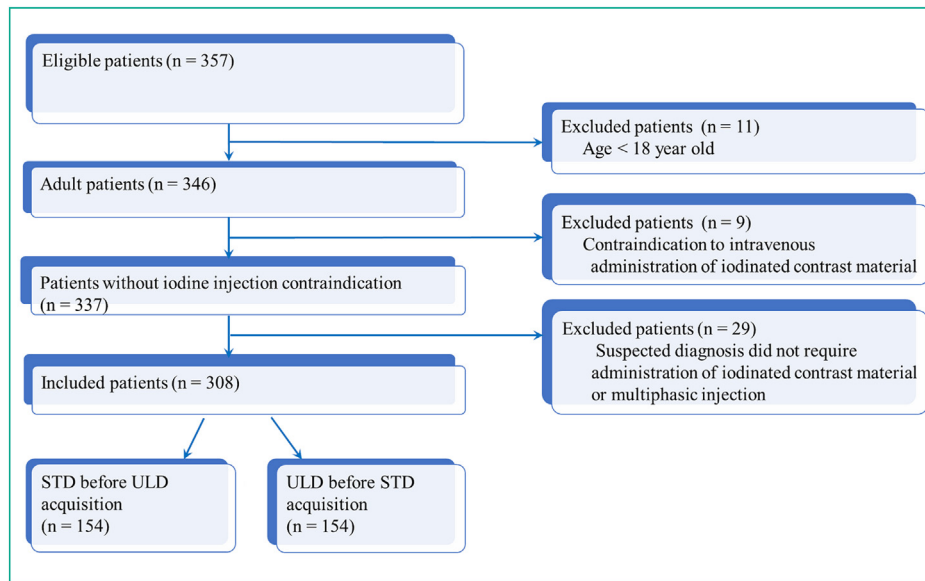 Eligible patients (n = 357)
Excluded patients (n = 11)
Age < 18 year old
Adult patients (n = 346)
Excluded patients (n = 9)
Contraindication to intravenous
administration of iodinated contrast material
Patients without iodine injection contraindication
(n = 337)
Excluded patients (n = 29)
Suspected diagnosis did not require
administration of iodinated contrast material
or multiphasic injection
Included patients (n = 308)
STD before ULD
acquisition
(n = 154)
ULD before STD
acquisition
(n = 154)